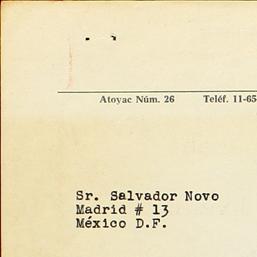 Atoyac Núm. 26 Teléf. 11-65
Sr. Salvador Novo
Madrid # 13
México D.F.